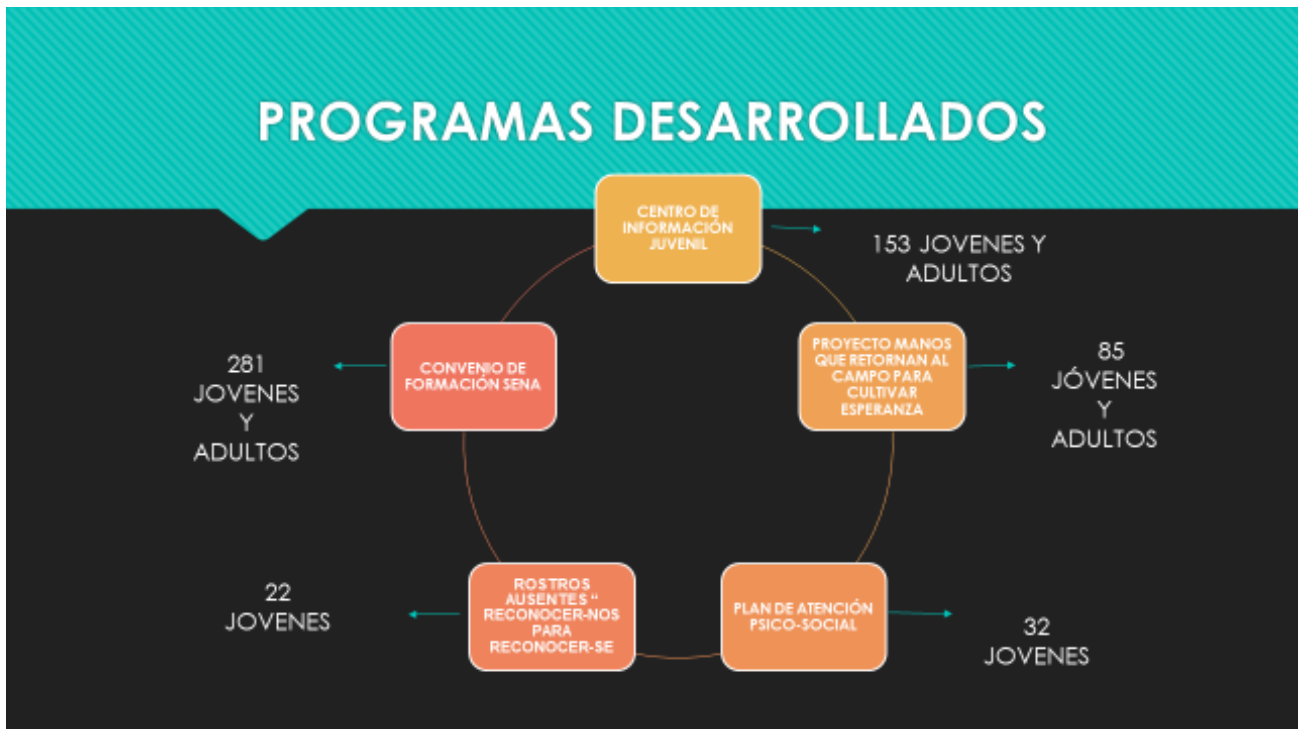 PROGRAMAS DESARROLLADOS
CENTRO DE
INFORMACIÓN
JUVENIL
153 JOVENES Y
ADULTOS
PROYECTO MANOS
QUE RETORNAN AL
CAMPO PARA
CULTIVAR
ESPERANZA
85
JÓVENES
Y
ADULTOS
PLAN DE ATENCIÓN
PSICO-SOCIAL
32
JOVENES
ROSTROS
AUSENTES “
RECONOCER-NOS
PARA
RECONOCER-SE
22
JOVENES
CONVENIO DE
FORMACIÓN SENA
281
JOVENES
Y
ADULTOS